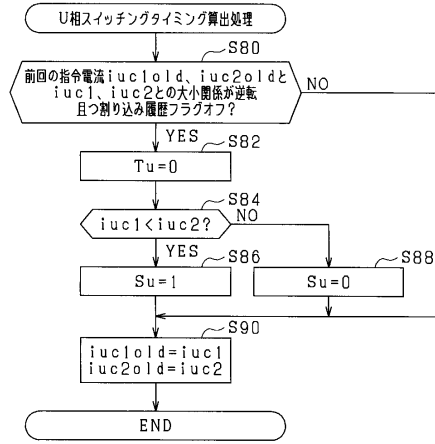 U相スイッチングタイミング算出処理
S80
前回の指令電流iuc1old、iuc2oldと
iuc1、iuc2との大小関係が逆転
且つ割り込み履歴フラグオフ?
NO
YES
S82
Tu=0
S84
iuc1<iuc2?
NO
YES
S86
Su=1
S88
Su=0
S90
iuc1old=iuc1
iuc2old=iuc2
END